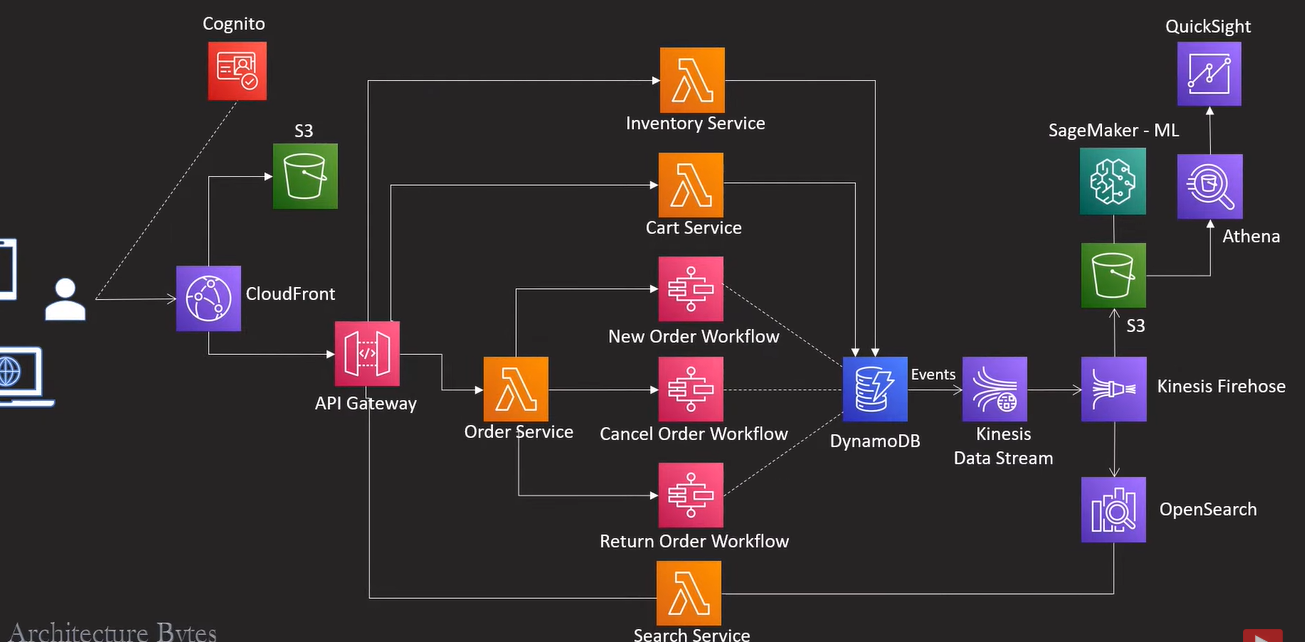 Cognito
QuickSight
S3
Inventory Service
SageMaker - ML
Cart Service
Athena
CloudFront
S3
New Order Workflow
API Gateway
Events
Kinesis Firehose
Order Service
Cancel Order Workflow
DynamoDB
Kinesis
Data Stream
OpenSearch
Return Order Workflow
Search Service
Architecture Bytes